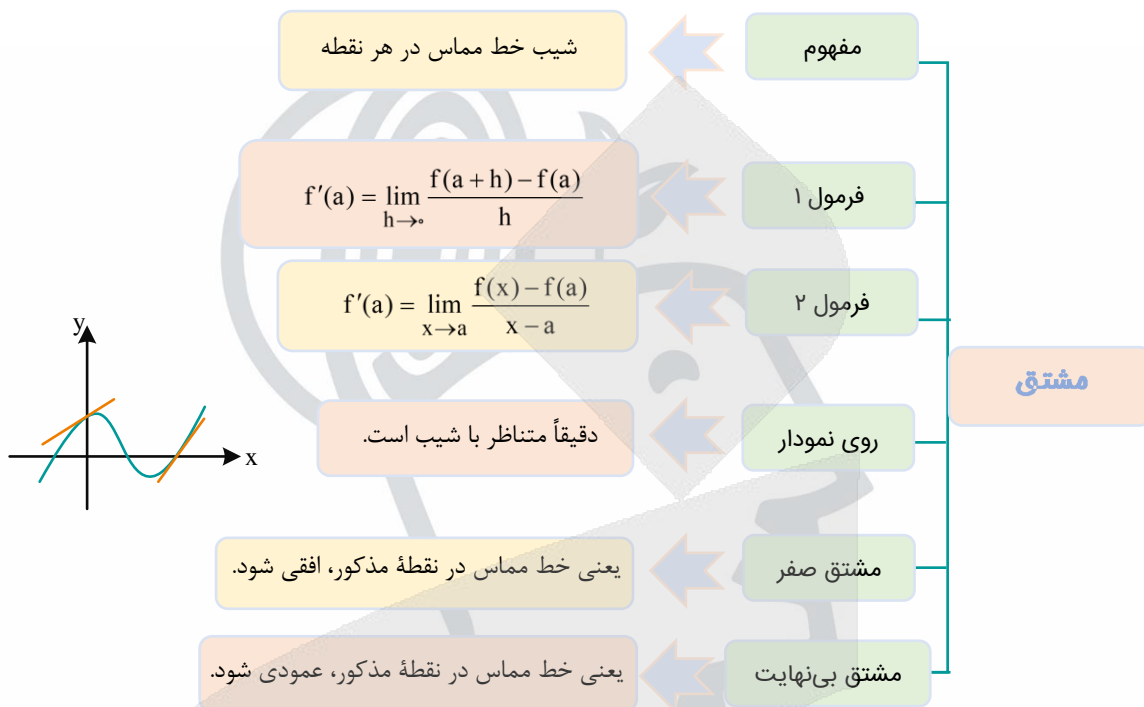 مفهوم
شیب خط مماس در هر نقطه
فرمول ۱
f′(a) = lim h→∘ f(a+h)−f(a) / h
فرمول ۲
f′(a) = lim x→a f(x)−f(a) / x−a
مشتق
روی نمودار
دقیقاً متناظر با شیب است.
y
x
مشتق صفر
یعنی خط مماس در نقطهٔ مذکور، افقی شود.
مشتق بی‌نهایت
یعنی خط مماس در نقطهٔ مذکور، عمودی شود.